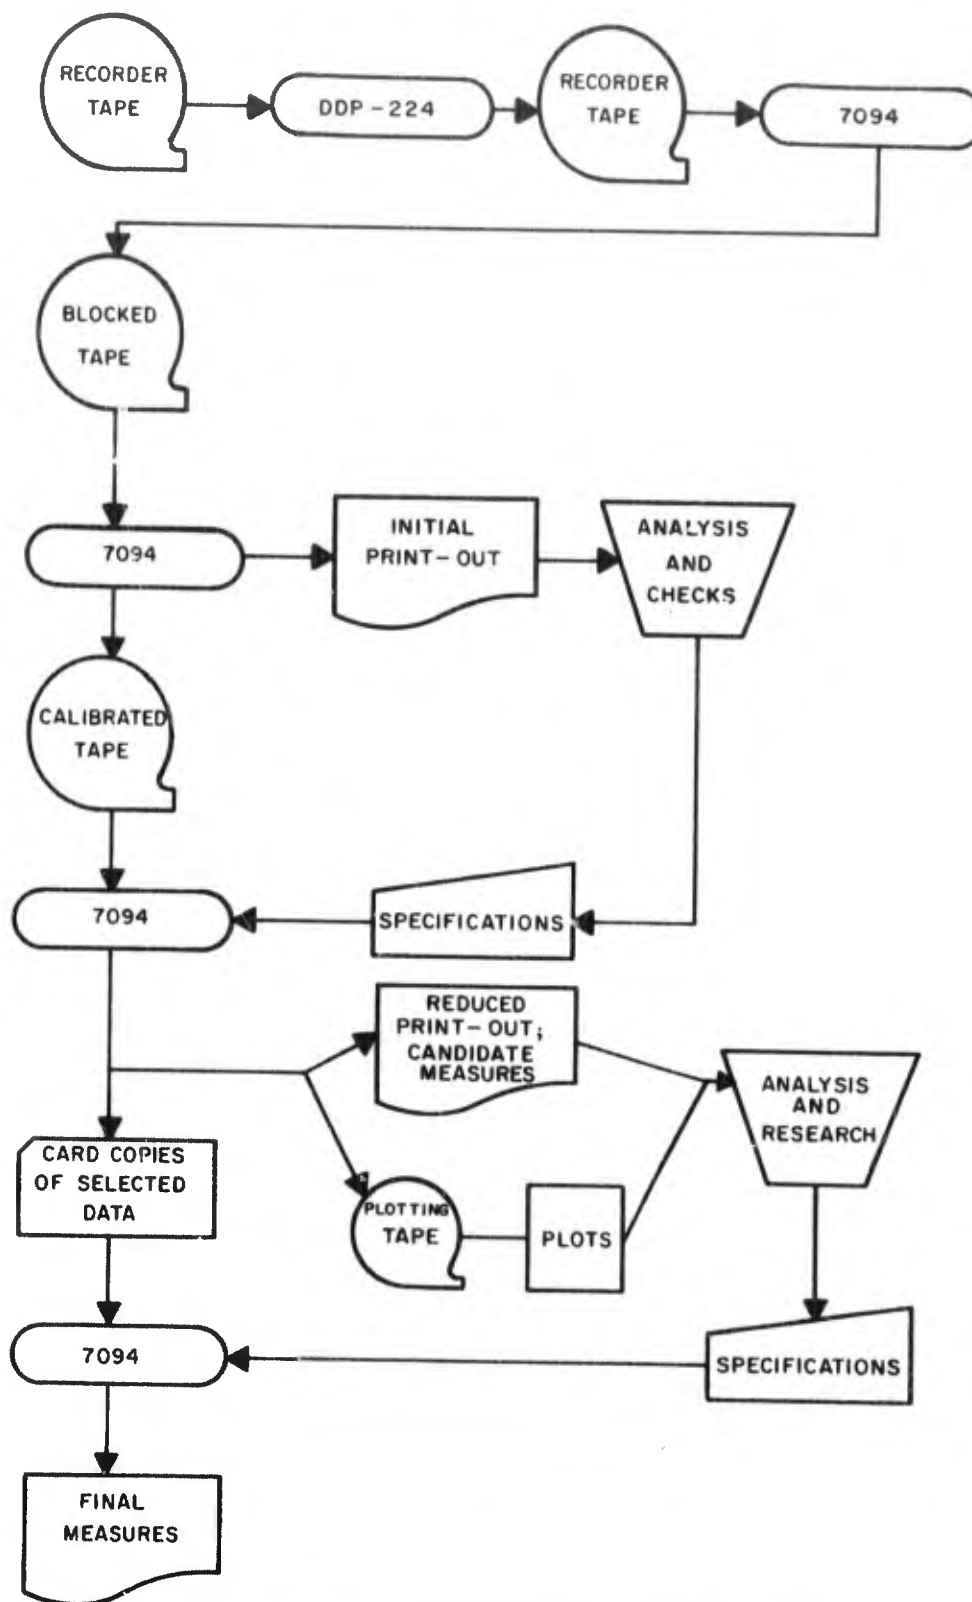 RECORDER
TAPE
DDP-224
RECORDER
TAPE
7094
BLOCKED
TAPE
7094
INITIAL
PRINT-OUT
ANALYSIS
AND
CHECKS
CALIBRATED
TAPE
7094
SPECIFICATIONS
REDUCED
PRINT-OUT;
CANDIDATE
MEASURES
ANALYSIS
AND
RESEARCH
CARD COPIES
OF SELECTED
DATA
PLOTTING
TAPE
PLOTS
7094
SPECIFICATIONS
FINAL
MEASURES